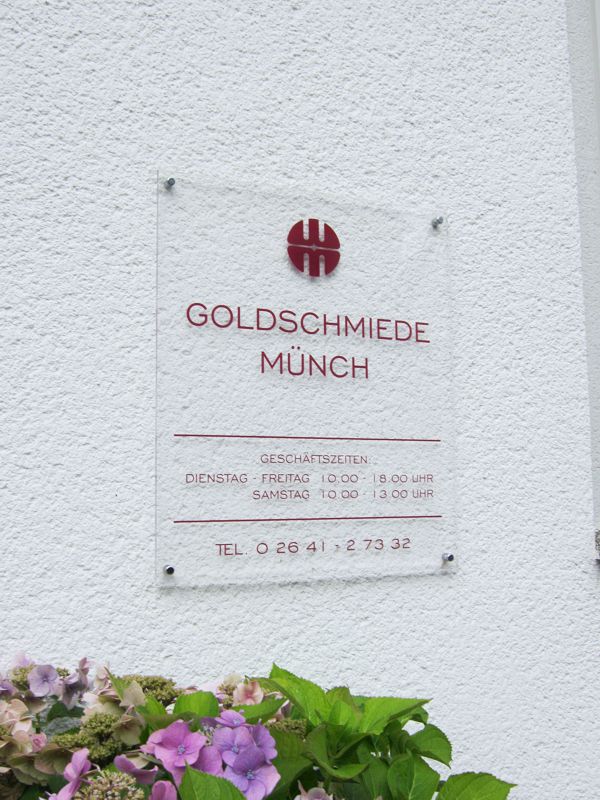 GOLDSCHMIEDE
MÜNCH
GESCHÄFTSZEITEN:
DIENSTAG - FREITAG 10.00 - 18.00 UHR
SAMSTAG 10.00 - 13.00 UHR
TEL. 0 26 41 - 2 73 32